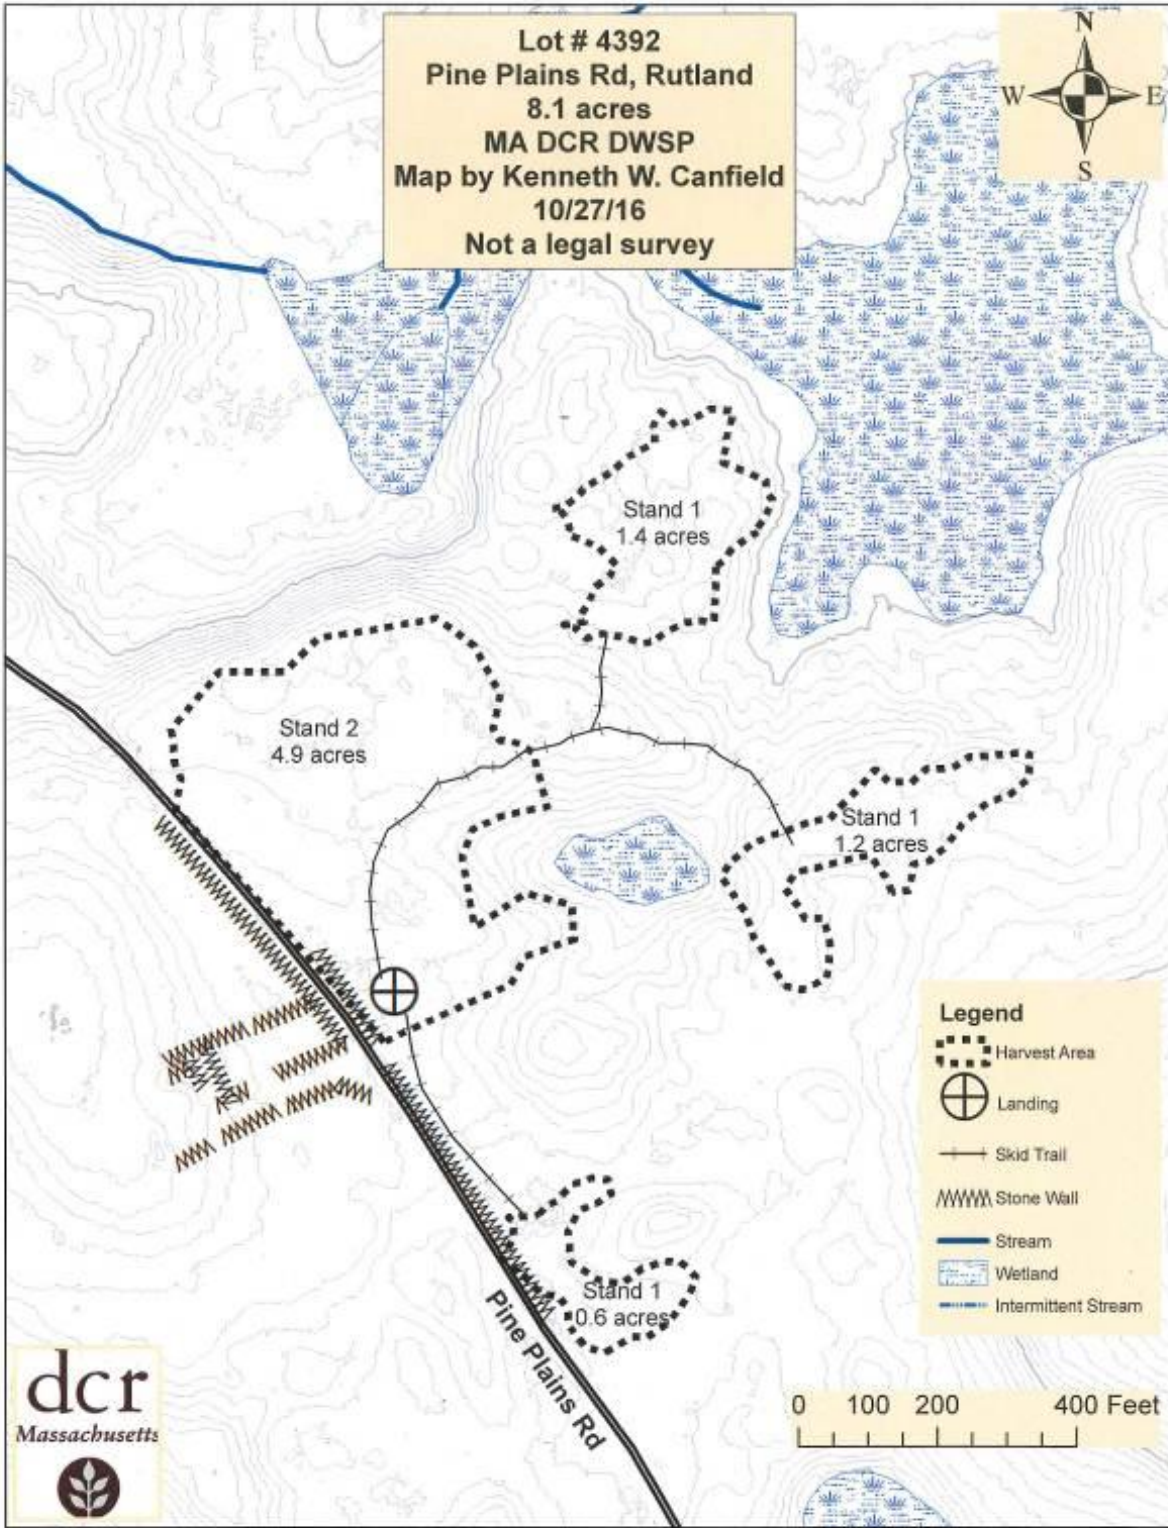 Lot # 4392
Pine Plains Rd, Rutland
8.1 acres
MA DCR DWSP
Map by Kenneth W. Canfield
10/27/16
Not a legal survey
N
W E
S
Stand 1
1.4 acres
Stand 2
4.9 acres
Stand 1
1.2 acres
Stand 1
0.6 acres
Pine Plains Rd
Legend
Harvest Area
Landing
Skid Trail
Stone Wall
Stream
Wetland
Intermittent Stream
0 100 200 400 Feet
dcr
Massachusetts